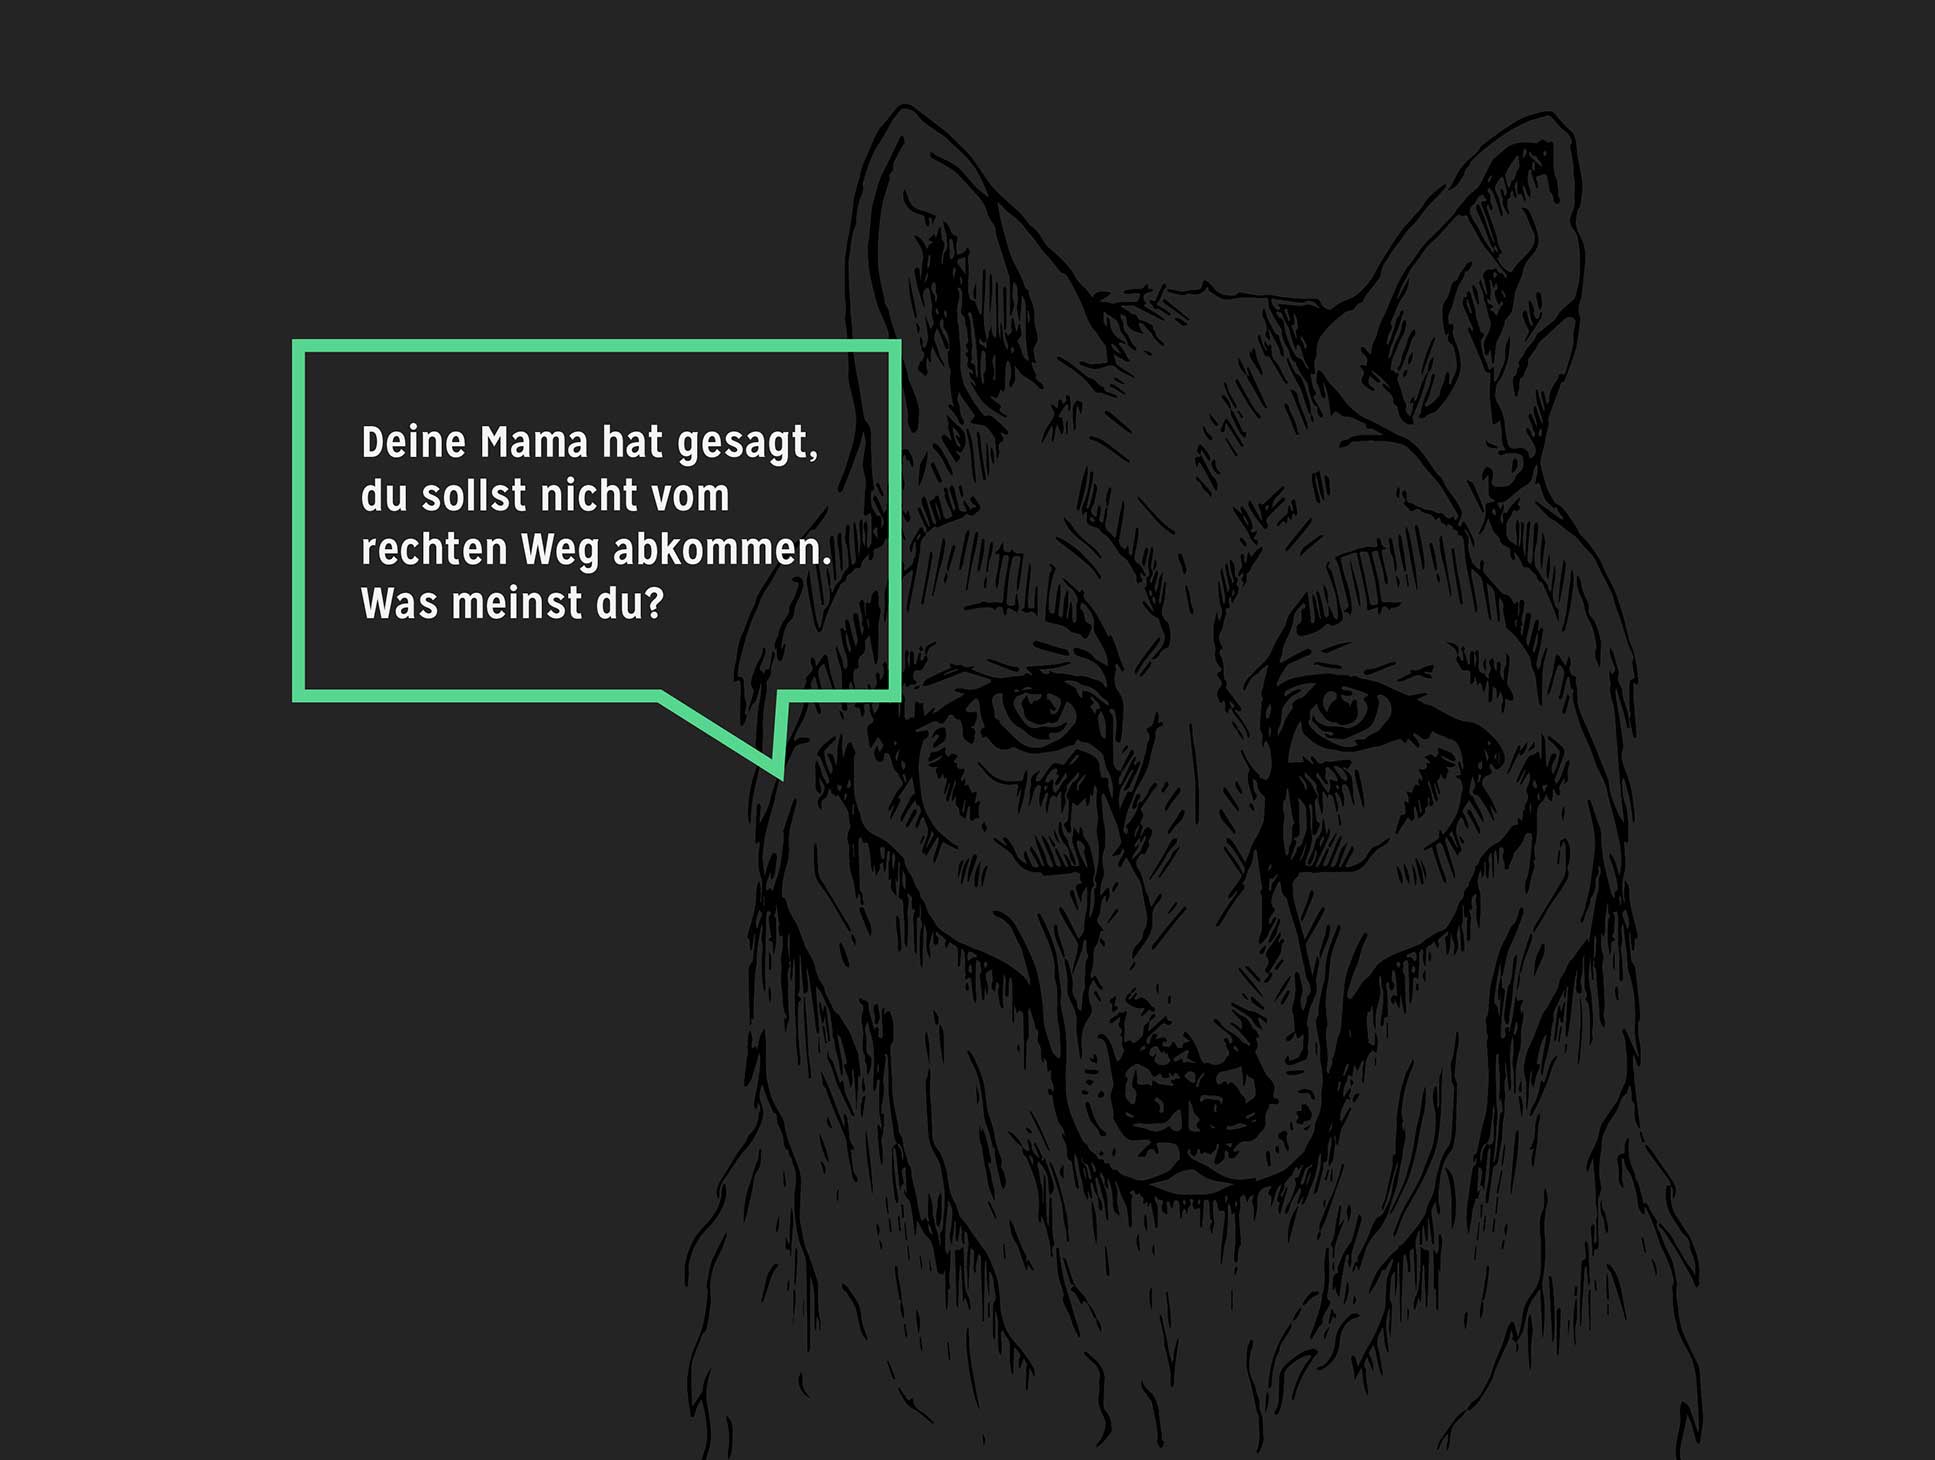 Deine Mama hat gesagt,
du sollst nicht vom
rechten Weg abkommen.
Was meinst du?